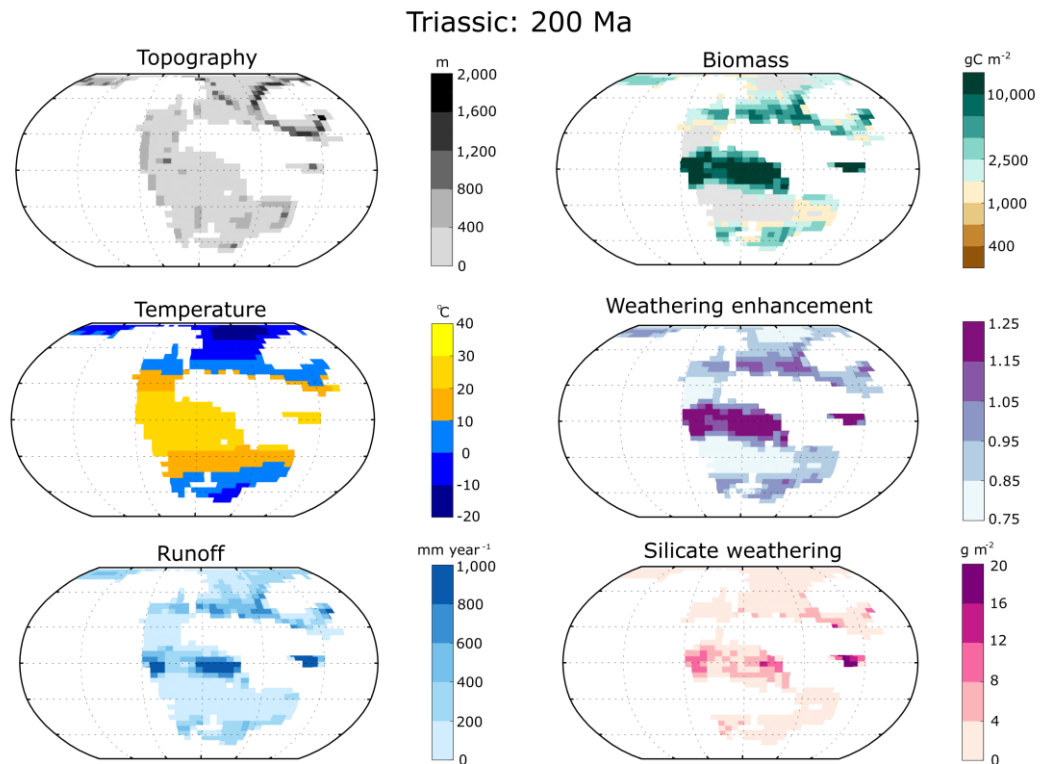 Triassic: 200 Ma
Topography
m
2,000
1,600
1,200
800
400
0
Biomass
gC m⁻²
10,000
2,500
1,000
400
Temperature
°C
40
30
20
10
0
-10
-20
Weathering enhancement
1.25
1.15
1.05
0.95
0.85
0.75
Runoff
mm year⁻¹
1,000
800
600
400
200
0
Silicate weathering
g m⁻²
20
16
12
8
4
0